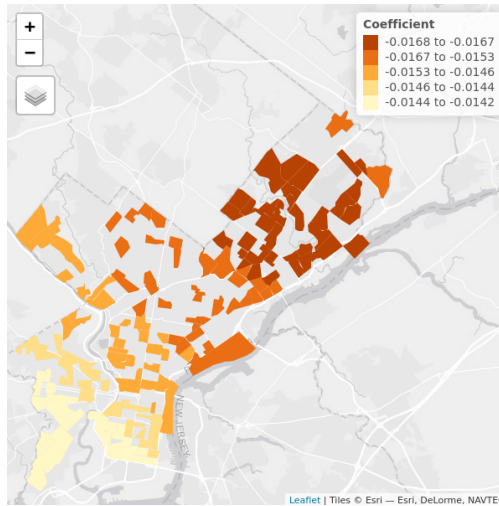 +
−
Coefficient
-0.0168 to -0.0167
-0.0167 to -0.0153
-0.0153 to -0.0146
-0.0146 to -0.0144
-0.0144 to -0.0142
NEW JERSEY
Leaflet | Tiles © Esri — Esri, DeLorme, NAVTE